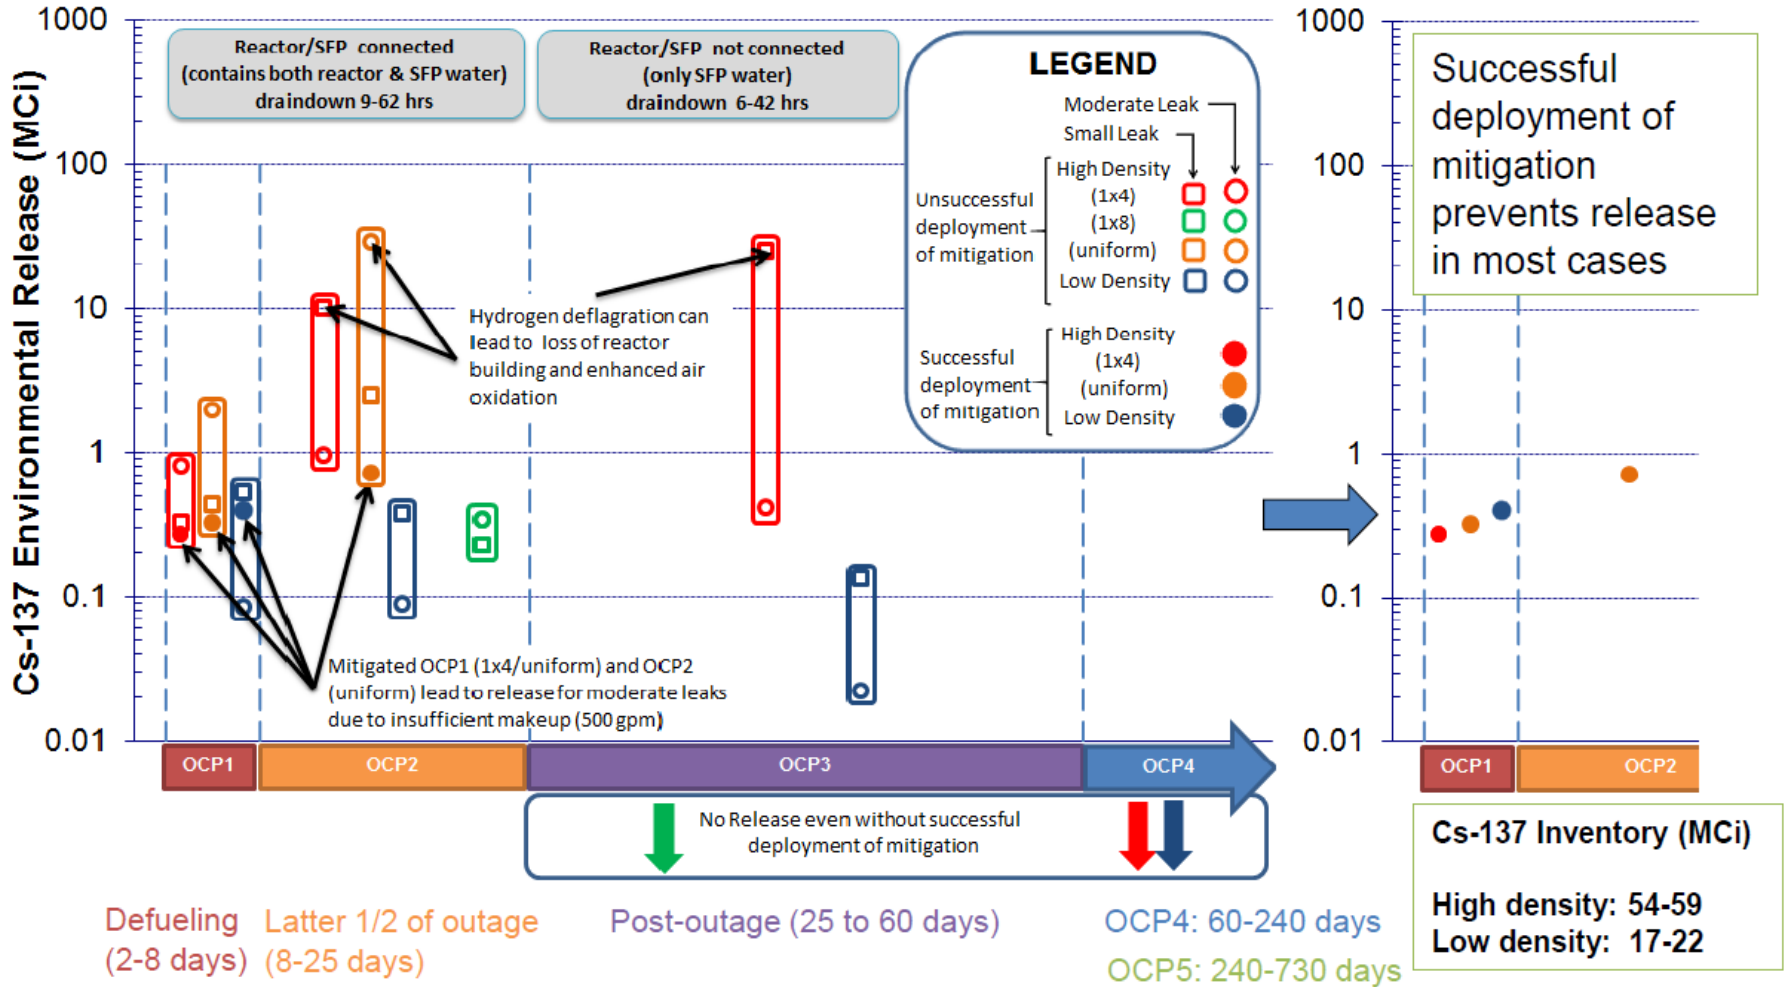 Cs-137 Environmental Release (MCi)
1000
100
10
1
0.1
0.01
Reactor/SFP connected
(contains both reactor & SFP water)
draindown 9-62 hrs
Reactor/SFP not connected
(only SFP water)
draindown 6-42 hrs
LEGEND
Moderate Leak
Small Leak
Unsuccessful
deployment
of mitigation
High Density
(1x4)
(1x8)
(uniform)
Low Density
Successful
deployment
of mitigation
High Density
(1x4)
(uniform)
Low Density
Hydrogen deflagration can
lead to loss of reactor
building and enhanced air
oxidation
Mitigated OCP1 (1x4/uniform) and OCP2
(uniform) lead to release for moderate leaks
due to insufficient makeup (500 gpm)
OCP1
OCP2
OCP3
OCP4
No Release even without successful
deployment of mitigation
Defueling
(2-8 days)
Latter 1/2 of outage
(8-25 days)
Post-outage (25 to 60 days)
OCP4: 60-240 days
OCP5: 240-730 days
1000
100
10
1
0.1
0.01
Successful
deployment of
mitigation
prevents release
in most cases
OCP1
OCP2
Cs-137 Inventory (MCi)
High density: 54-59
Low density: 17-22